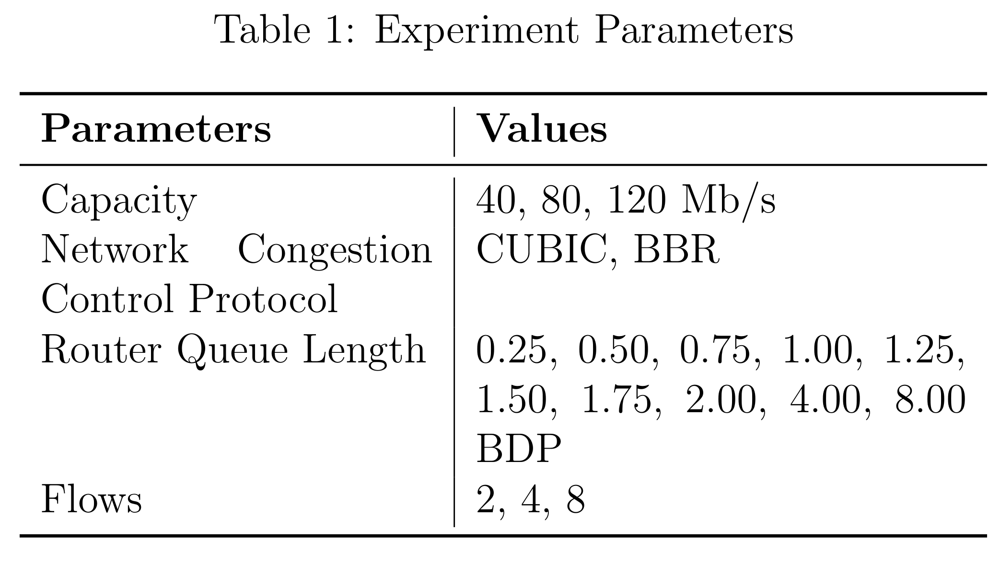 Table 1: Experiment Parameters
Parameters Values
Capacity 40, 80, 120 Mb/s
Network Congestion CUBIC, BBR
Control Protocol
Router Queue Length 0.25, 0.50, 0.75, 1.00, 1.25,
1.50, 1.75, 2.00, 4.00, 8.00
BDP
Flows 2, 4, 8